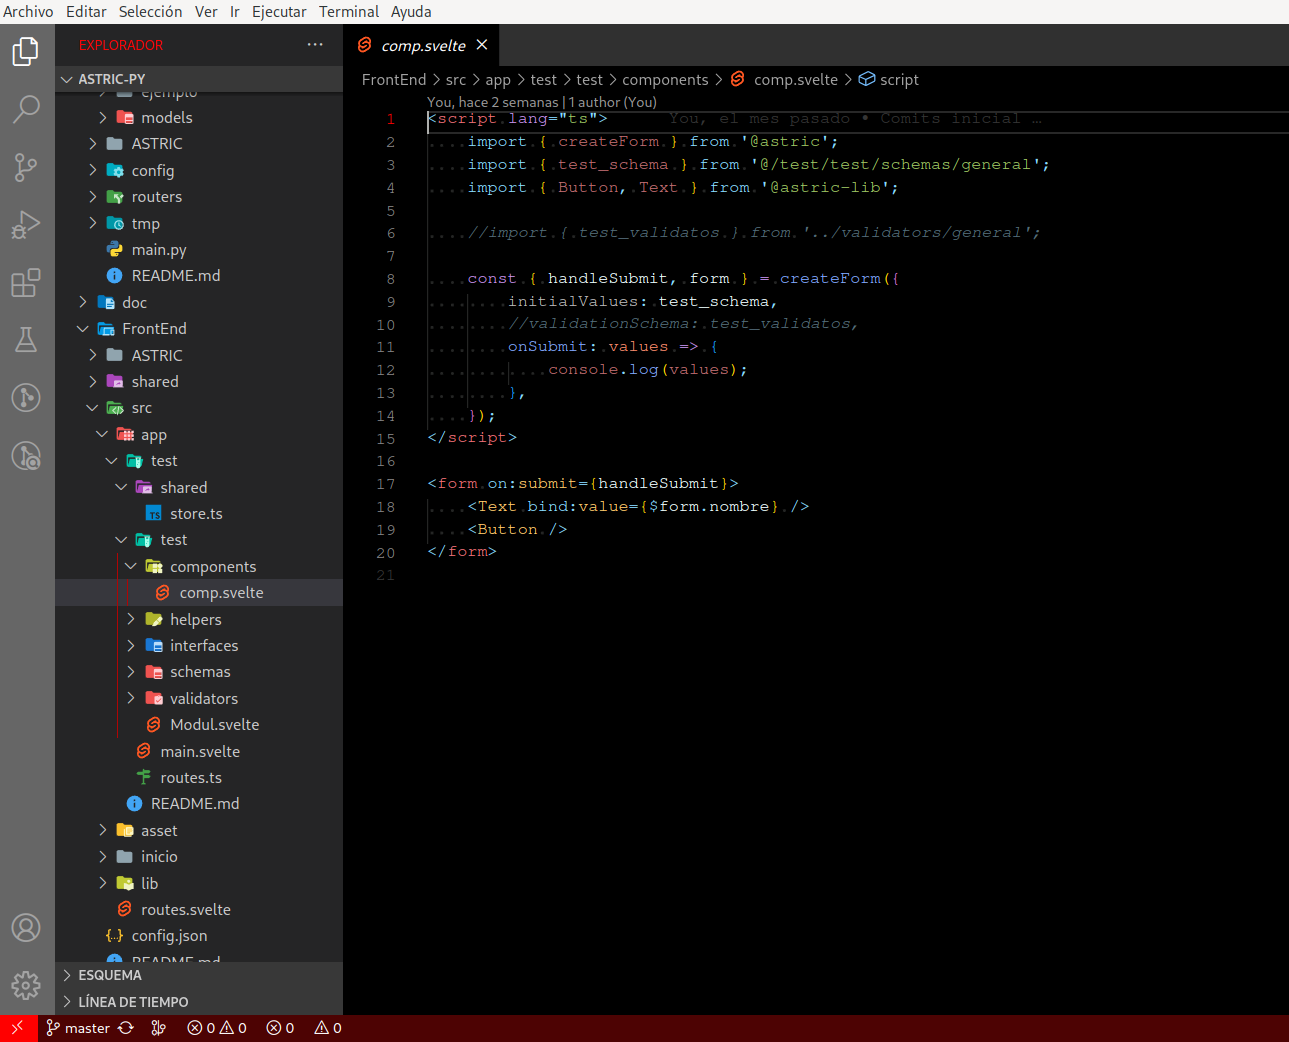 Archivo Editar Selección Ver Ir Ejecutar Terminal Ayuda
EXPLORADOR ···
comp.svelte
ASTRIC-PY
FrontEnd > src > app > test > test > components > comp.svelte > script
ejemplo
models
ASTRIC
config
routers
tmp
main.py
README.md
doc
FrontEnd
ASTRIC
shared
src
app
test
shared
store.ts
test
components
comp.svelte
helpers
interfaces
schemas
validators
Modul.svelte
main.svelte
routes.ts
README.md
asset
inicio
lib
routes.svelte
config.json
README.md
ESQUEMA
LÍNEA DE TIEMPO
You, hace 2 semanas | 1 author (You)
1 <script lang="ts"> You, el mes pasado • Comits inicial …
2 import { createForm } from '@astric';
3 import { test_schema } from '@/test/test/schemas/general';
4 import { Button, Text } from '@astric-lib';
5
6 //import { test_validatos } from '../validators/general';
7
8 const { handleSubmit, form } = createForm({
9 initialValues: test_schema,
10 //validationSchema: test_validatos,
11 onSubmit: values => {
12 console.log(values);
13 },
14 });
15 </script>
16
17 <form on:submit={handleSubmit}>
18 <Text bind:value={$form.nombre} />
19 <Button />
20 </form>
21
master 0 0 0 0